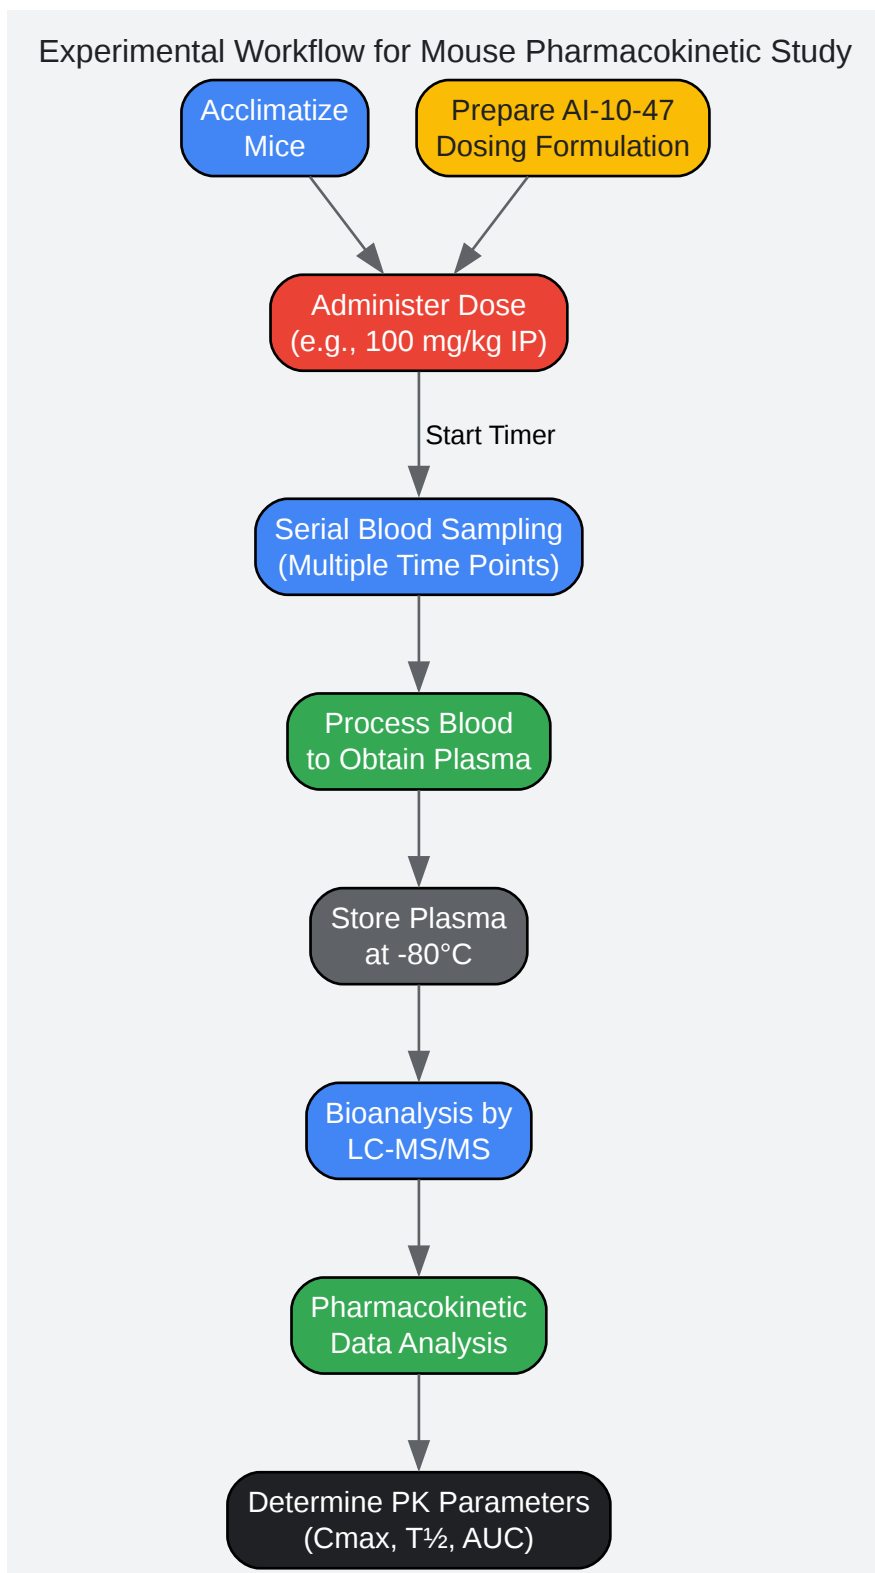 Experimental Workflow for Mouse Pharmacokinetic Study
Acclimatize
Mice
Prepare AI-10-47
Dosing Formulation
Administer Dose
(e.g., 100 mg/kg IP)
Start Timer
Serial Blood Sampling
(Multiple Time Points)
Process Blood
to Obtain Plasma
Store Plasma
at -80°C
Bioanalysis by
LC-MS/MS
Pharmacokinetic
Data Analysis
Determine PK Parameters
(Cmax, T½, AUC)